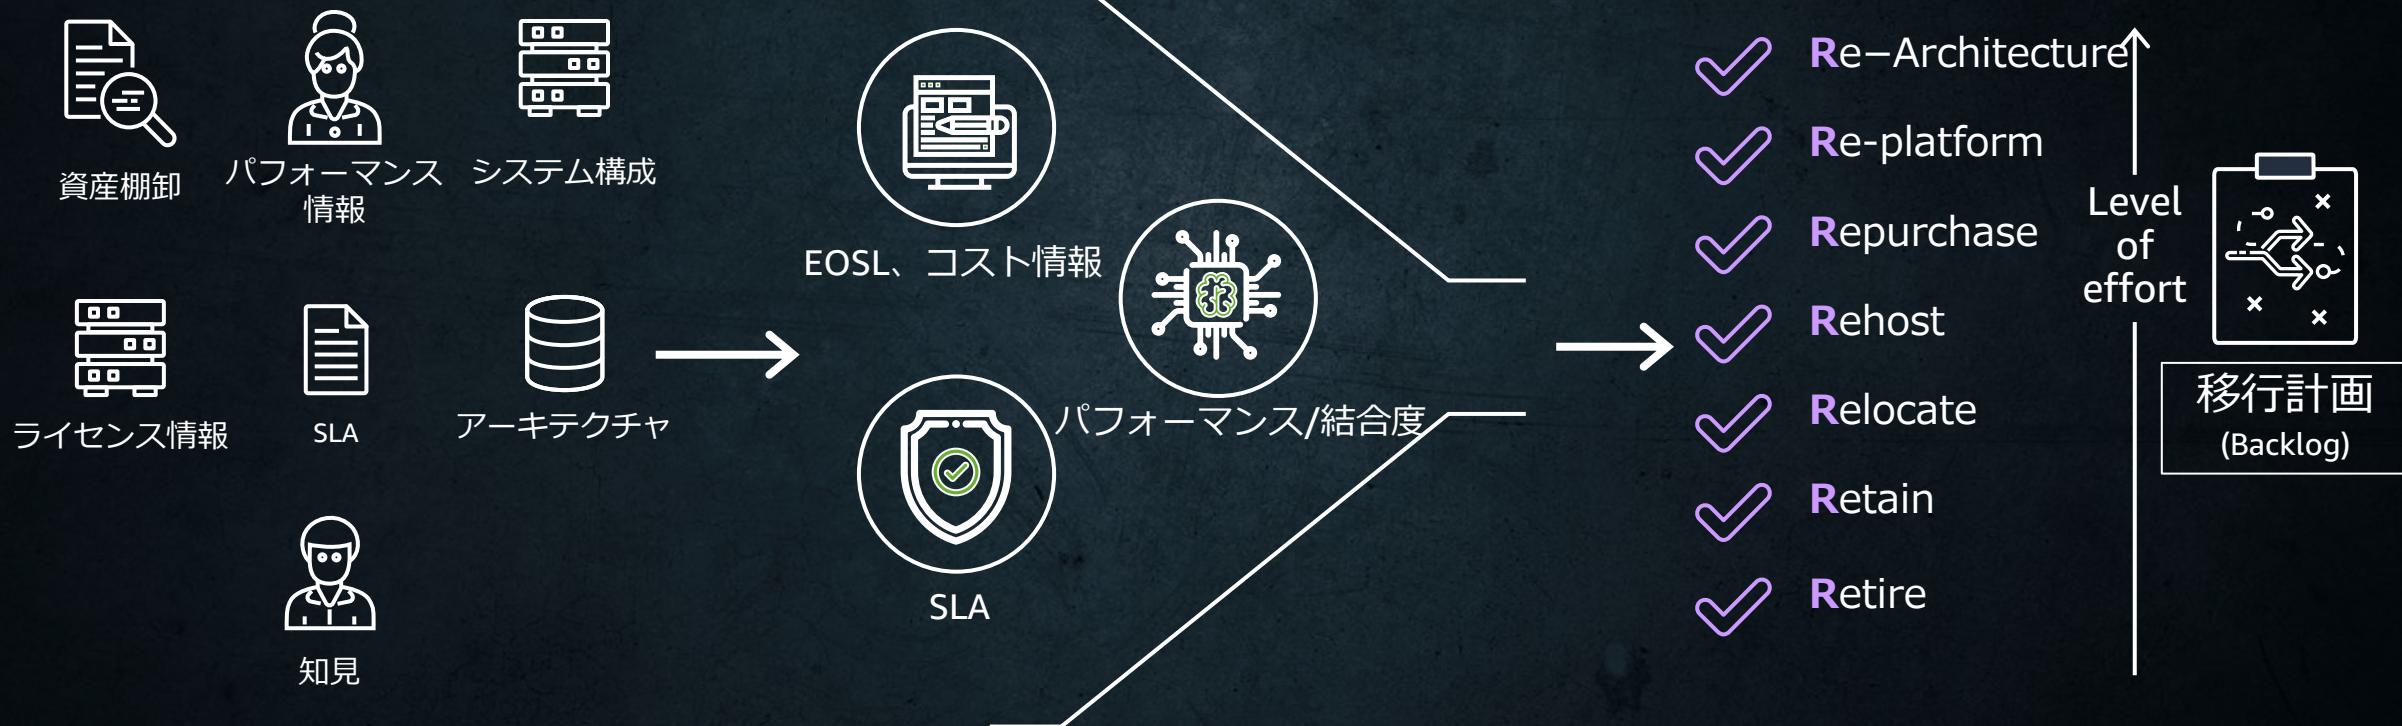 資産棚卸
パフォーマンス
情報
システム構成
ライセンス情報
SLA
アーキテクチャ
知見
EOSL、コスト情報
パフォーマンス/結合度
SLA
Re–Architecture
Re-platform
Repurchase
Rehost
Relocate
Retain
Retire
Level
of
effort
移行計画
(Backlog)